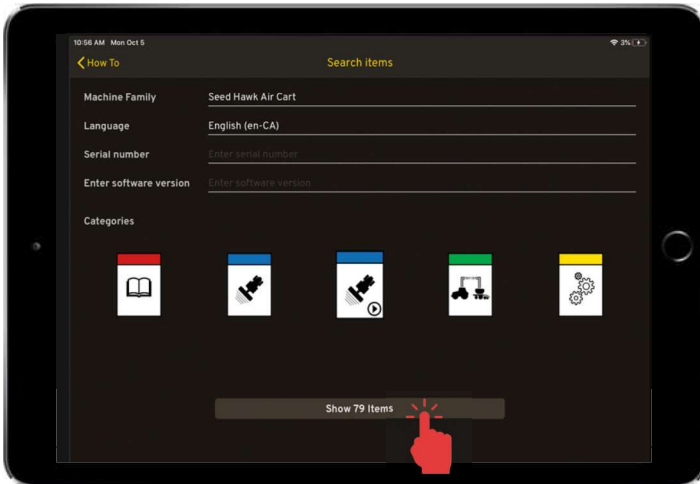 10:56 AM Mon Oct 5
3%
How To
Search items
Machine Family
Seed Hawk Air Cart
Language
English (en-CA)
Serial number
Enter serial number
Enter software version
Enter software version
Categories
Show 79 Items